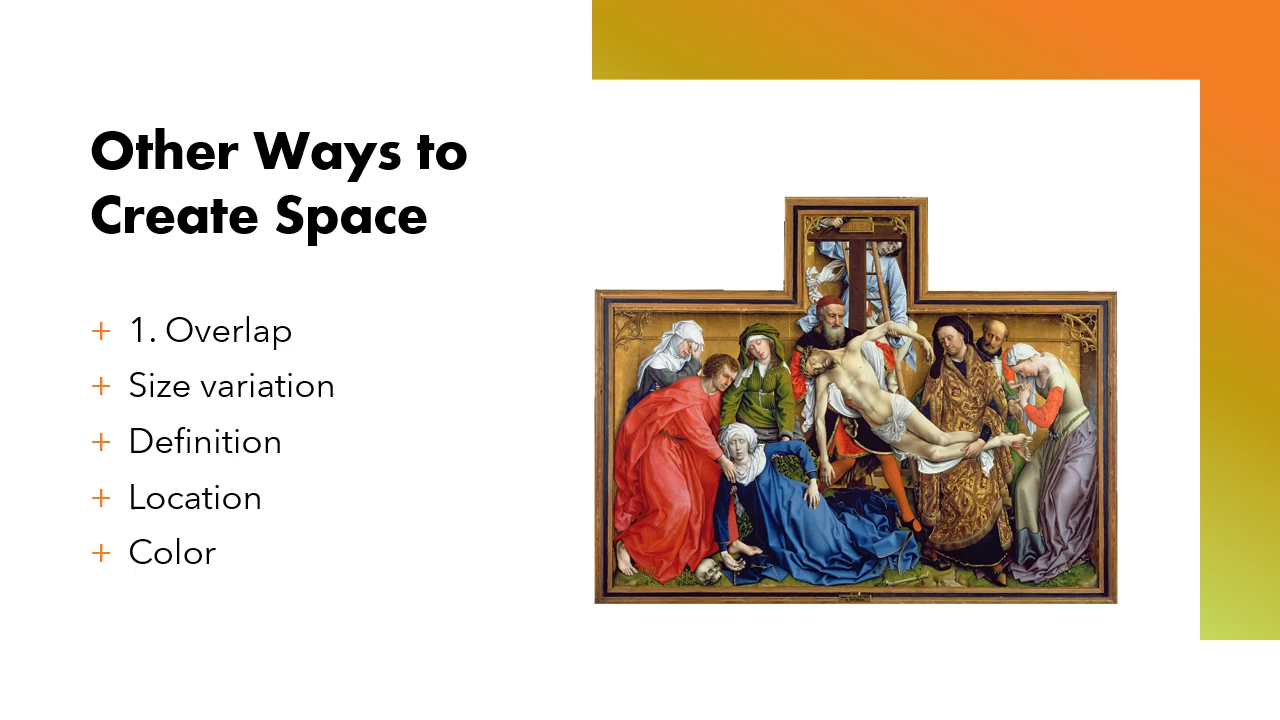 Other Ways to
Create Space
+ 1. Overlap
+ Size variation
+ Definition
+ Location
+ Color